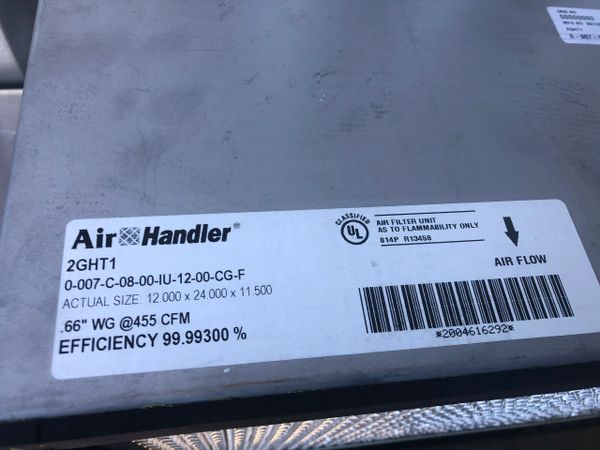 00000000
2GHT1
Air Handler®
2GHT1
0-007-C-08-00-IU-12-00-CG-F
ACTUAL SIZE: 12.000 x 24.000 x 11.500
.66" WG @455 CFM
EFFICIENCY 99.99300 %
CLASSIFIED
UL
AIR FILTER UNIT
AS TO FLAMMABILITY ONLY
814P R13458
AIR FLOW
*2004616292*